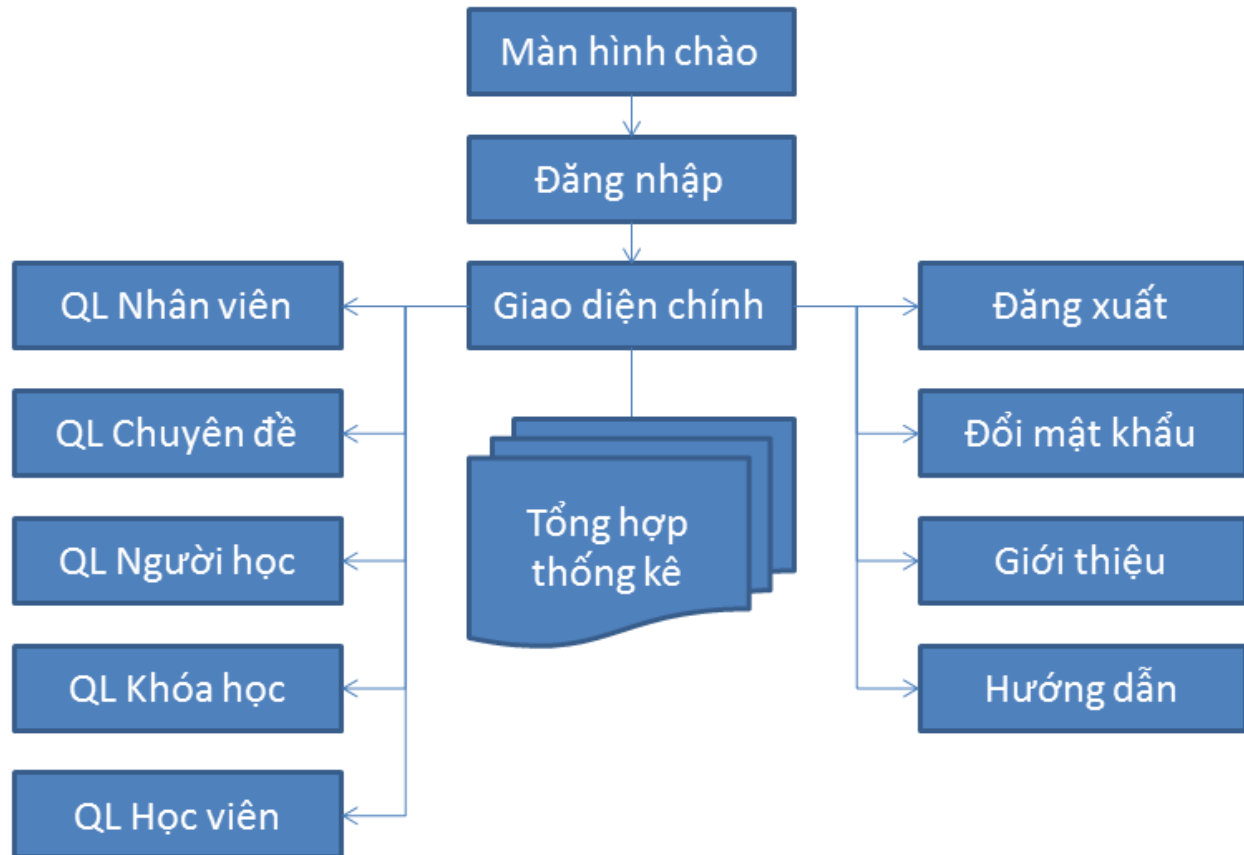 Màn hình chào
Đăng nhập
Giao diện chính
QL Nhân viên
QL Chuyên đề
QL Người học
QL Khóa học
QL Học viên
Tổng hợp
thống kê
Đăng xuất
Đổi mật khẩu
Giới thiệu
Hướng dẫn